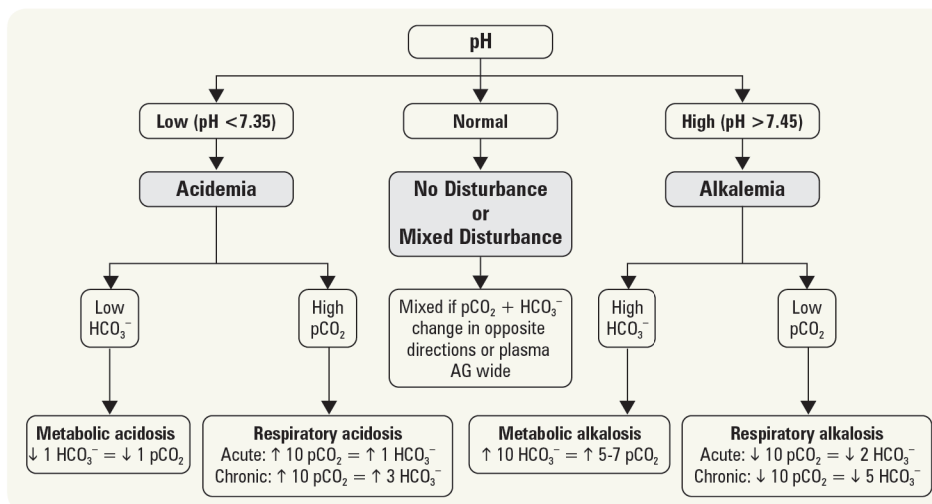 pH
Low (pH <7.35)
Normal
High (pH >7.45)
Acidemia
No Disturbance
or
Mixed Disturbance
Alkalemia
Low
HCO₃⁻
High
pCO₂
Mixed if pCO₂ + HCO₃⁻
change in opposite
directions or plasma
AG wide
High
HCO₃⁻
Low
pCO₂
Metabolic acidosis
↓ 1 HCO₃⁻ = ↓ 1 pCO₂
Respiratory acidosis
Acute: ↑ 10 pCO₂ = ↑ 1 HCO₃⁻
Chronic: ↑ 10 pCO₂ = ↑ 3 HCO₃⁻
Metabolic alkalosis
↑ 10 HCO₃⁻ = ↑ 5-7 pCO₂
Respiratory alkalosis
Acute: ↓ 10 pCO₂ = ↓ 2 HCO₃⁻
Chronic: ↓ 10 pCO₂ = ↓ 5 HCO₃⁻